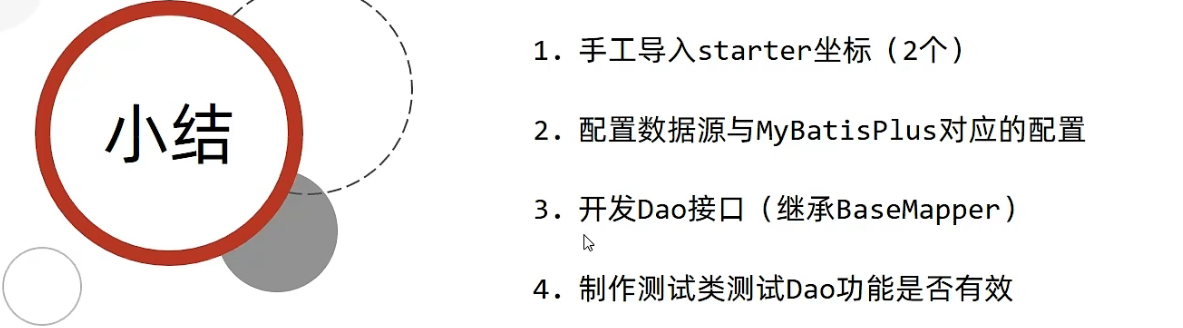 小结
1. 手工导入starter坐标（2个）
2. 配置数据源与MyBatisPlus对应的配置
3. 开发Dao接口（继承BaseMapper）
4. 制作测试类测试Dao功能是否有效